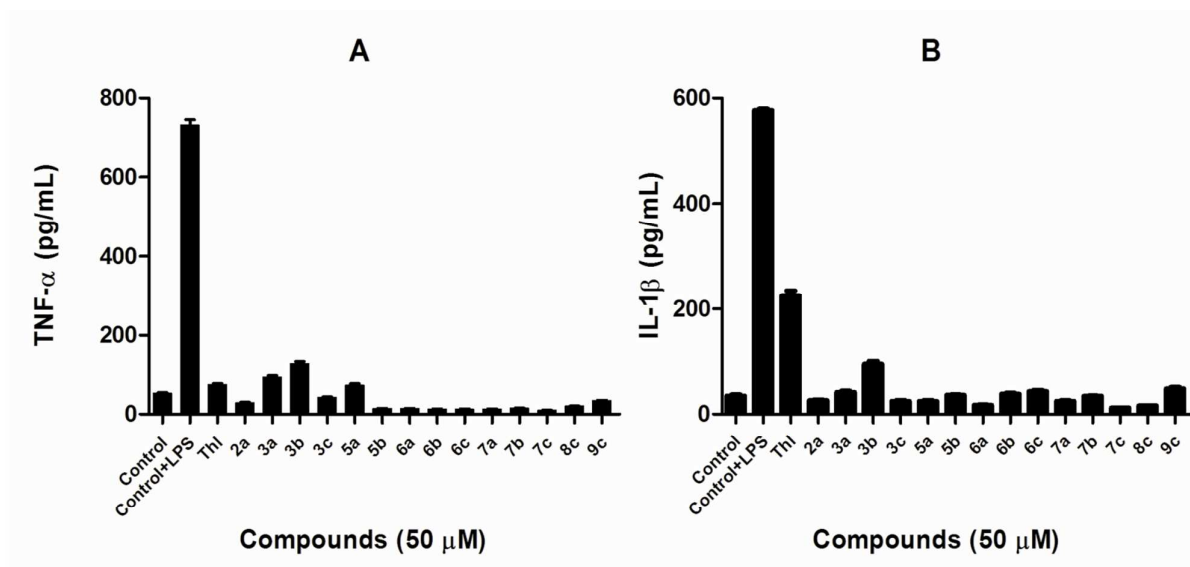 A
TNF-α (pg/mL)
800
600
400
200
0
Control
Control+LPS
Thl
2a
3a
3b
3c
5a
5b
6a
6b
6c
7a
7b
7c
8c
9c
Compounds (50 μM)
B
IL-1β (pg/mL)
600
400
200
0
Control
Control+LPS
Thl
2a
3a
3b
3c
5a
5b
6a
6b
6c
7a
7b
7c
8c
9c
Compounds (50 μM)